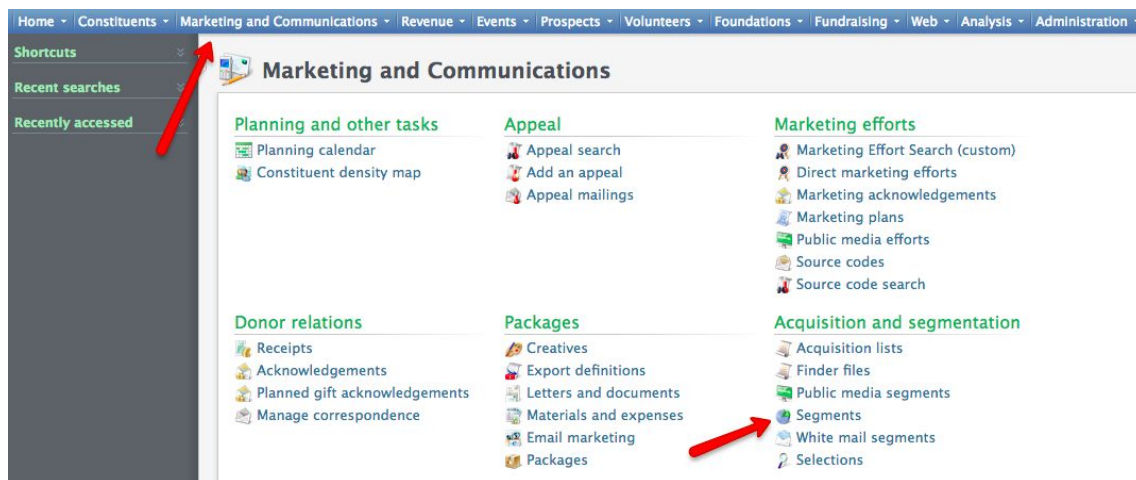 Home Constituents Marketing and Communications Revenue Events Prospects Volunteers Foundations Fundraising Web Analysis Administration
Shortcuts
Recent searches
Recently accessed
Marketing and Communications
Planning and other tasks
Planning calendar
Constituent density map
Appeal
Appeal search
Add an appeal
Appeal mailings
Marketing efforts
Marketing Effort Search (custom)
Direct marketing efforts
Marketing acknowledgements
Marketing plans
Public media efforts
Source codes
Source code search
Donor relations
Receipts
Acknowledgements
Planned gift acknowledgements
Manage correspondence
Packages
Creatives
Export definitions
Letters and documents
Materials and expenses
Email marketing
Packages
Acquisition and segmentation
Acquisition lists
Finder files
Public media segments
Segments
White mail segments
Selections